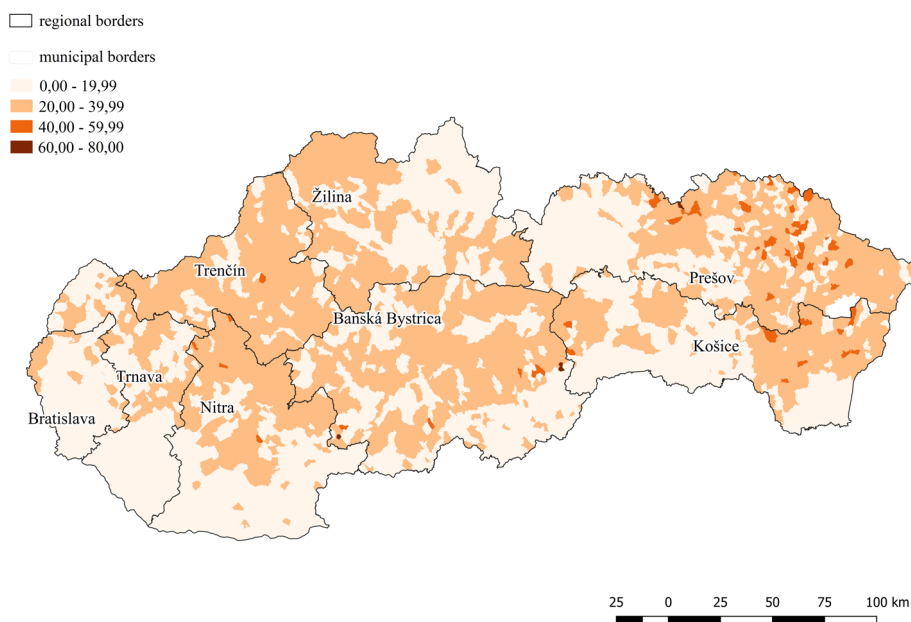 regional borders
municipal borders
0,00 - 19,99
20,00 - 39,99
40,00 - 59,99
60,00 - 80,00
Žilina
Trenčín
Prešov
Banská Bystrica
Košice
Trnava
Nitra
Bratislava
25 0 25 50 75 100 km